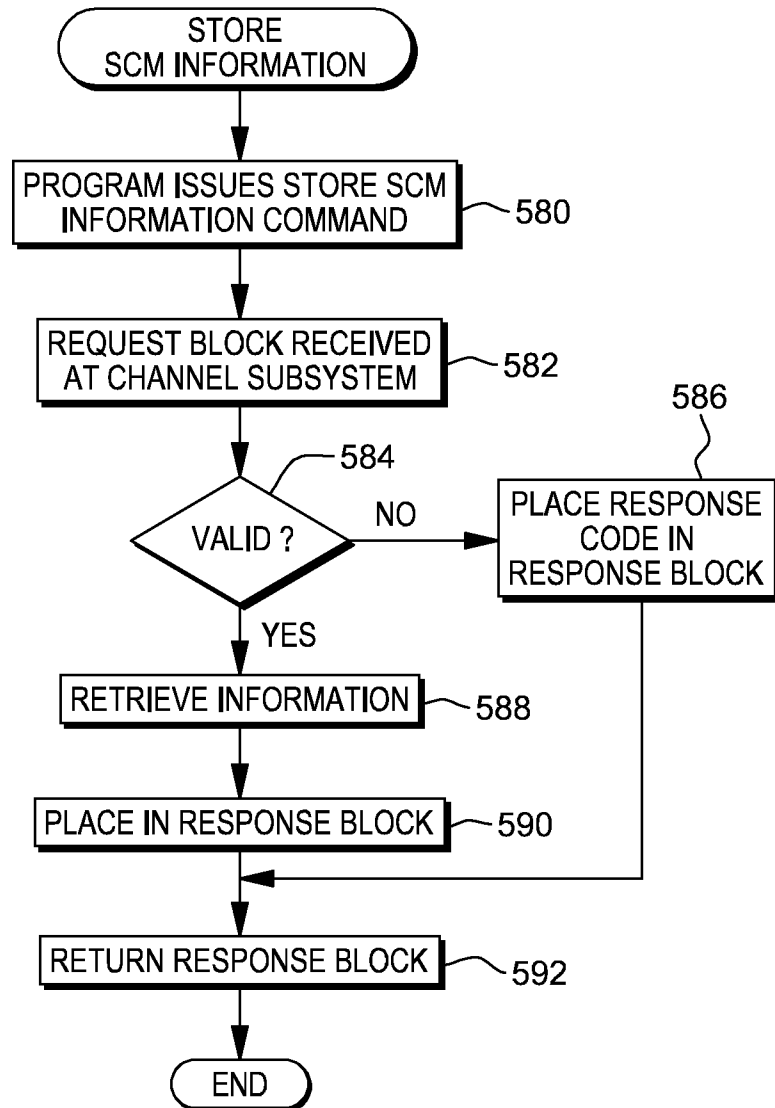 STORE
SCM INFORMATION
PROGRAM ISSUES STORE SCM
INFORMATION COMMAND
580
REQUEST BLOCK RECEIVED
AT CHANNEL SUBSYSTEM
582
584
VALID ?
NO
586
PLACE RESPONSE
CODE IN
RESPONSE BLOCK
YES
RETRIEVE INFORMATION
588
PLACE IN RESPONSE BLOCK
590
RETURN RESPONSE BLOCK
592
END